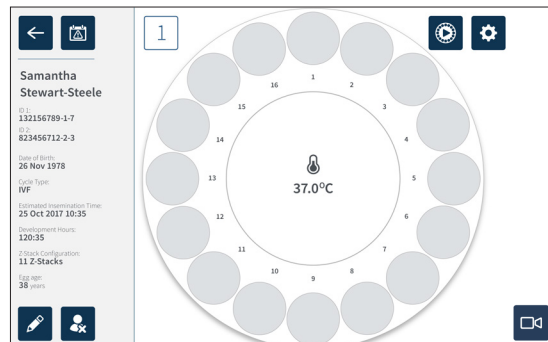 1
Samantha
Stewart-Steele
ID 1:
132156789-1-7
ID 2:
823456712-2-3
Date of Birth:
26 Nov 1978
Cycle Type:
IVF
Estimated Insemination Time:
25 Oct 2017 10:35
Development Hours:
120:35
Z-Stack Configuration:
11 Z-Stacks
Egg age:
38 years
1
2
3
4
5
6
7
8
9
10
11
12
13
14
15
16
37.0°C